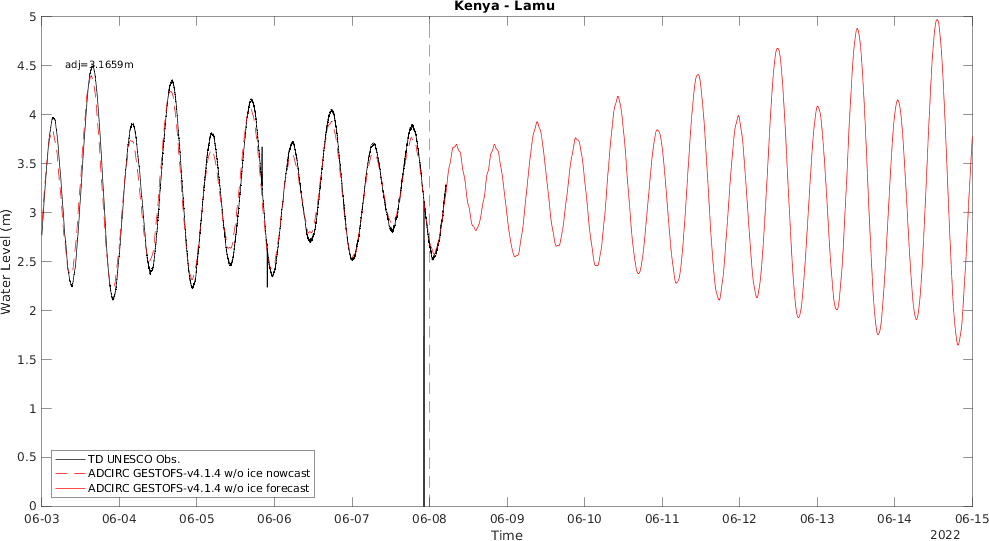 Kenya - Lamu
5
4.5
4
3.5
3
2.5
2
1.5
1
0.5
0
Water Level (m)
adj=3.1659m
TD UNESCO Obs.
ADCIRC GESTOFS-v4.1.4 w/o ice nowcast
ADCIRC GESTOFS-v4.1.4 w/o ice forecast
06-03 06-04 06-05 06-06 06-07 06-08 06-09 06-10 06-11 06-12 06-13 06-14 06-15
Time
2022